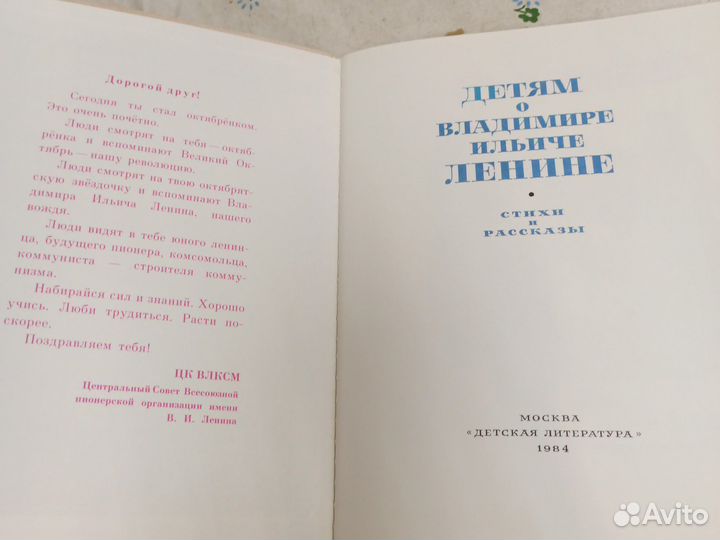 Дорогой друг!
Сегодня ты стал октябрёнком.
Это очень почётно.
Люди смотрят на тебя — октяб-
рёнка и вспоминают Великий Ок-
тябрь — нашу революцию.
Люди смотрят на твою октябрят-
скую звёздочку и вспоминают Вла-
димира Ильича Ленина, нашего
вождя.
Люди видят в тебе юного ленин-
ца, будущего пионера, комсомольца,
коммуниста — строителя комму-
низма.
Набирайся сил и знаний. Хорошо
учись. Люби трудиться. Расти по-
скорее.
Поздравляем тебя!
ЦК ВЛКСМ
Центральный Совет Всесоюзной
пионерской организации имени
В. И. Ленина
ДЕТЯМ
О
ВЛАДИМИРЕ
ИЛЬИЧЕ
ЛЕНИНЕ
СТИХИ
И
РАССКАЗЫ
МОСКВА
«ДЕТСКАЯ ЛИТЕРАТУРА»
1984
Avito